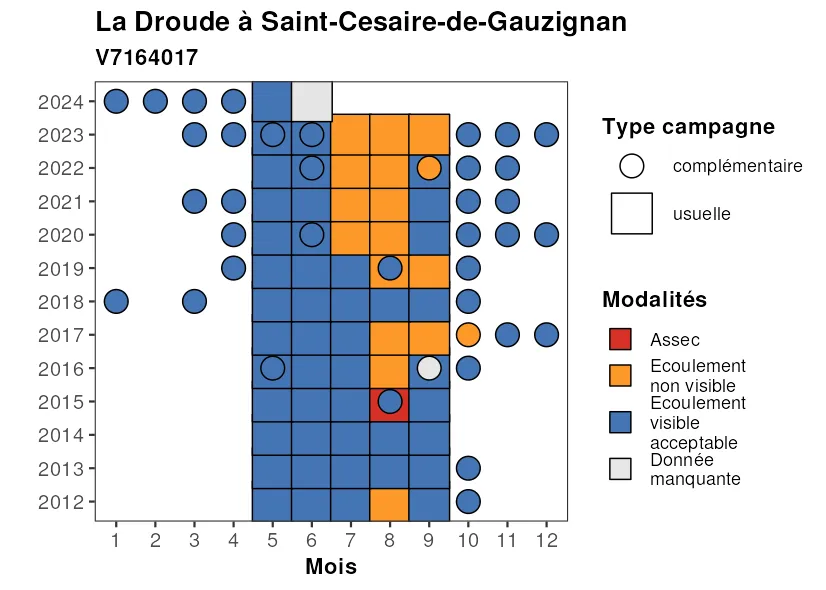 La Droude à Saint-Cesaire-de-Gauzignan
V7164017
2024
2023
2022
2021
2020
2019
2018
2017
2016
2015
2014
2013
2012
1 2 3 4 5 6 7 8 9 10 11 12
Mois
Type campagne
complémentaire
usuelle
Modalités
Assec
Ecoulement
non visible
Ecoulement
visible
acceptable
Donnée
manquante